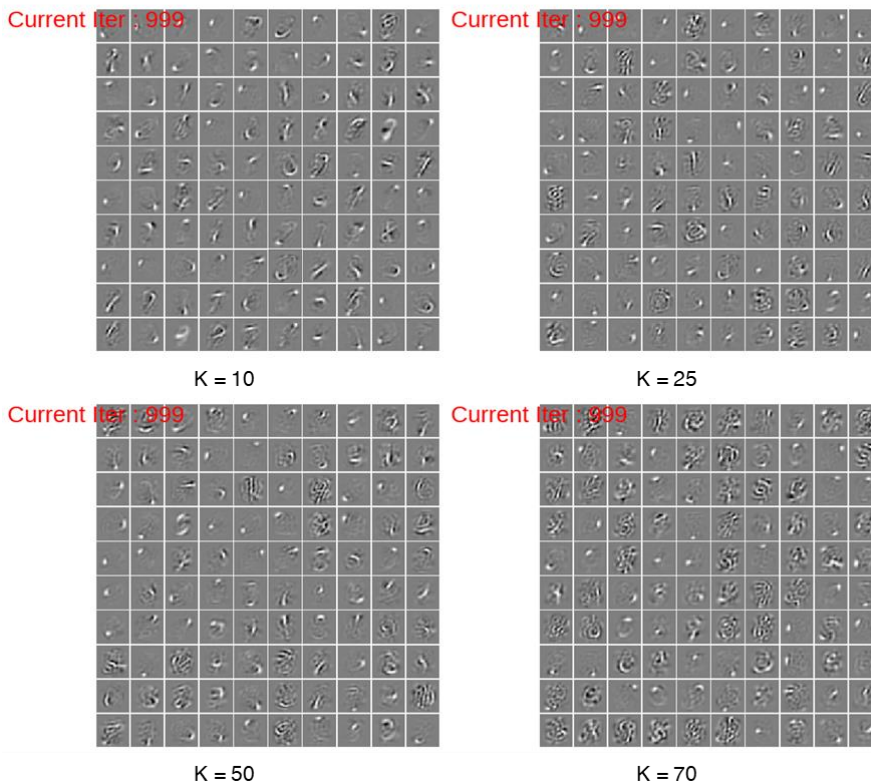 Current Iter : 999
Current Iter : 999
K = 10
K = 25
Current Iter : 999
Current Iter : 999
K = 50
K = 70